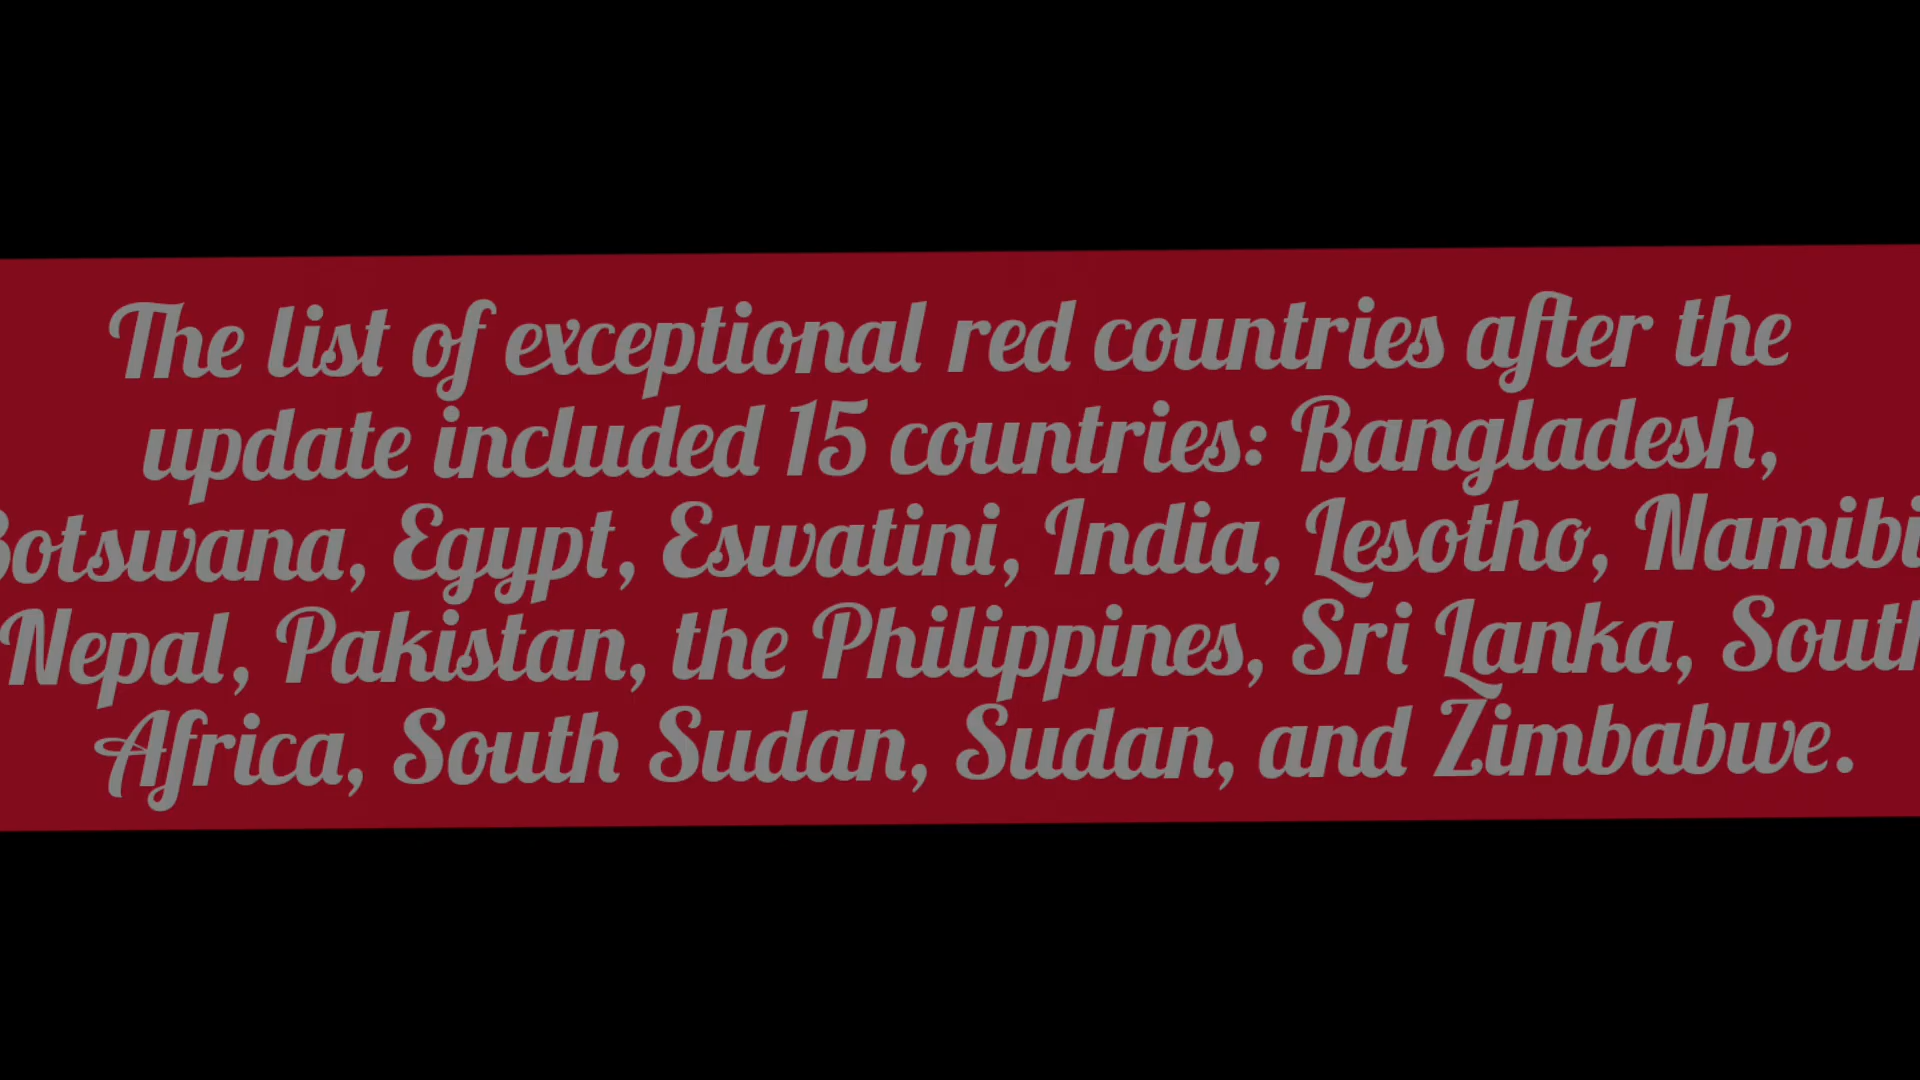 The list of exceptional red countries after the
update included 15 countries: Bangladesh,
Botswana, Egypt, Eswatini, India, Lesotho, Namibi
Nepal, Pakistan, the Philippines, Sri Lanka, South
Africa, South Sudan, Sudan, and Zimbabwe.